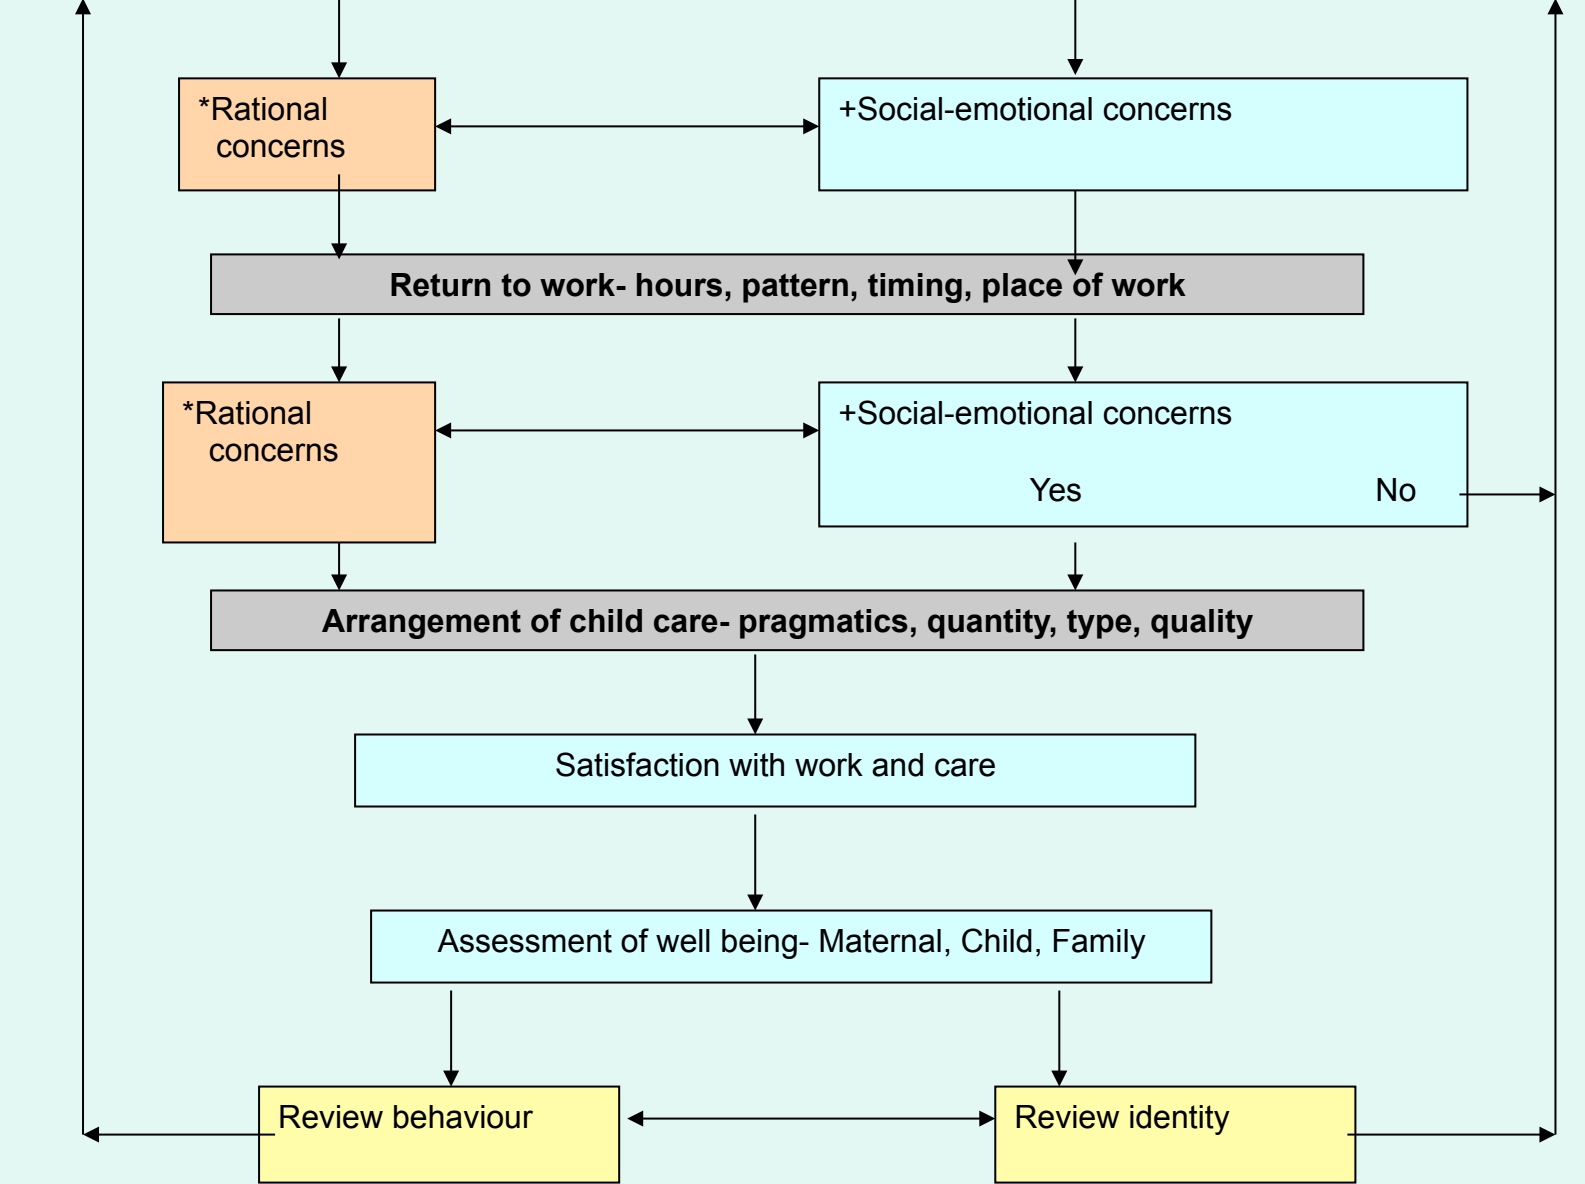 *Rational
concerns
+Social-emotional concerns
Return to work- hours, pattern, timing, place of work
*Rational
concerns
+Social-emotional concerns
Yes No
Arrangement of child care- pragmatics, quantity, type, quality
Satisfaction with work and care
Assessment of well being- Maternal, Child, Family
Review behaviour
Review identity